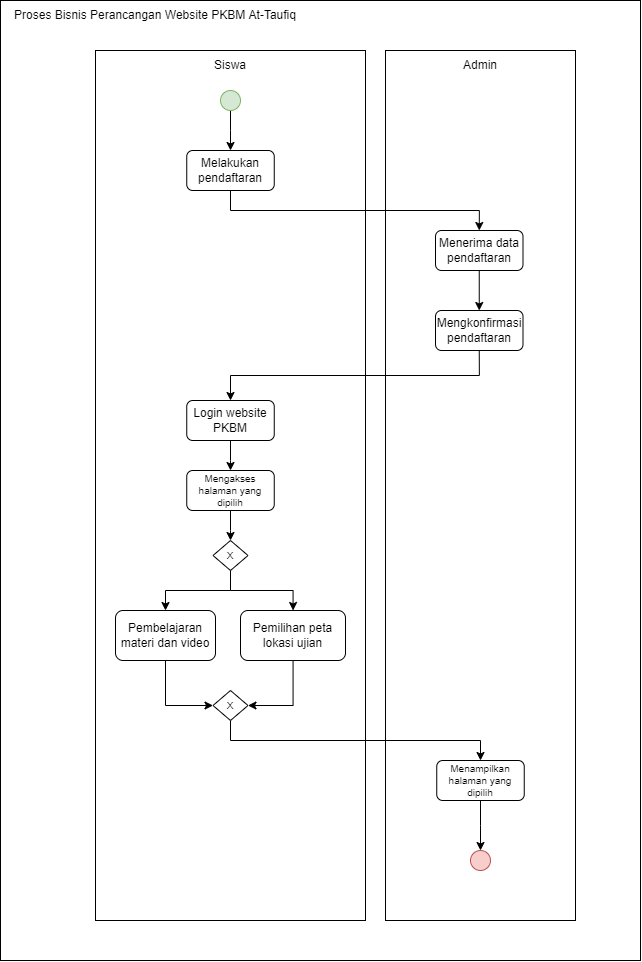 Proses Bisnis Perancangan Website PKBM At-Taufiq
Siswa
Admin
Melakukan
pendaftaran
Menerima data
pendaftaran
Mengkonfirmasi
pendaftaran
Login website
PKBM
Mengakses
halaman yang
dipilih
X
Pembelajaran
materi dan video
Pemilihan peta
lokasi ujian
X
Menampilkan
halaman yang
dipilih